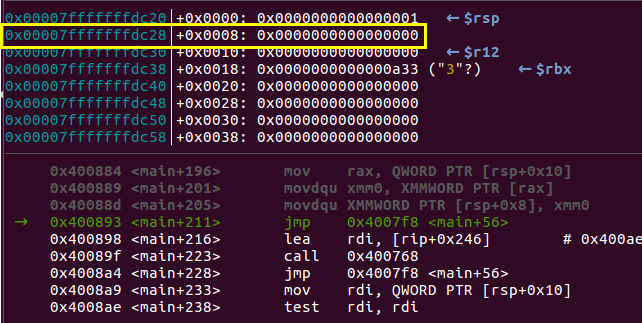 0x00007fffffffdc20|+0x0000: 0x0000000000000001   ← $rsp
0x00007fffffffdc28|+0x0008: 0x0000000000000000
0x00007fffffffdc30|+0x0010: 0x0000000000000000   ← $r12
0x00007fffffffdc38|+0x0018: 0x0000000000000a33 ("3"?)   ← $rbx
0x00007fffffffdc40|+0x0020: 0x0000000000000000
0x00007fffffffdc48|+0x0028: 0x0000000000000000
0x00007fffffffdc50|+0x0030: 0x0000000000000000
0x00007fffffffdc58|+0x0038: 0x0000000000000000
0x400884 <main+196>       mov    rax, QWORD PTR [rsp+0x10]
0x400889 <main+201>       movdqu xmm0, XMMWORD PTR [rax]
0x40088d <main+205>       movdqu XMMWORD PTR [rsp+0x8], xmm0
→ 0x400893 <main+211>       jmp    0x4007f8 <main+56>
0x400898 <main+216>       lea    rdi, [rip+0x246]        # 0x400ae
0x40089f <main+223>       call   0x400768
0x4008a4 <main+228>       jmp    0x4007f8 <main+56>
0x4008a9 <main+233>       mov    rdi, QWORD PTR [rsp+0x10]
0x4008ae <main+238>       test   rdi, rdi